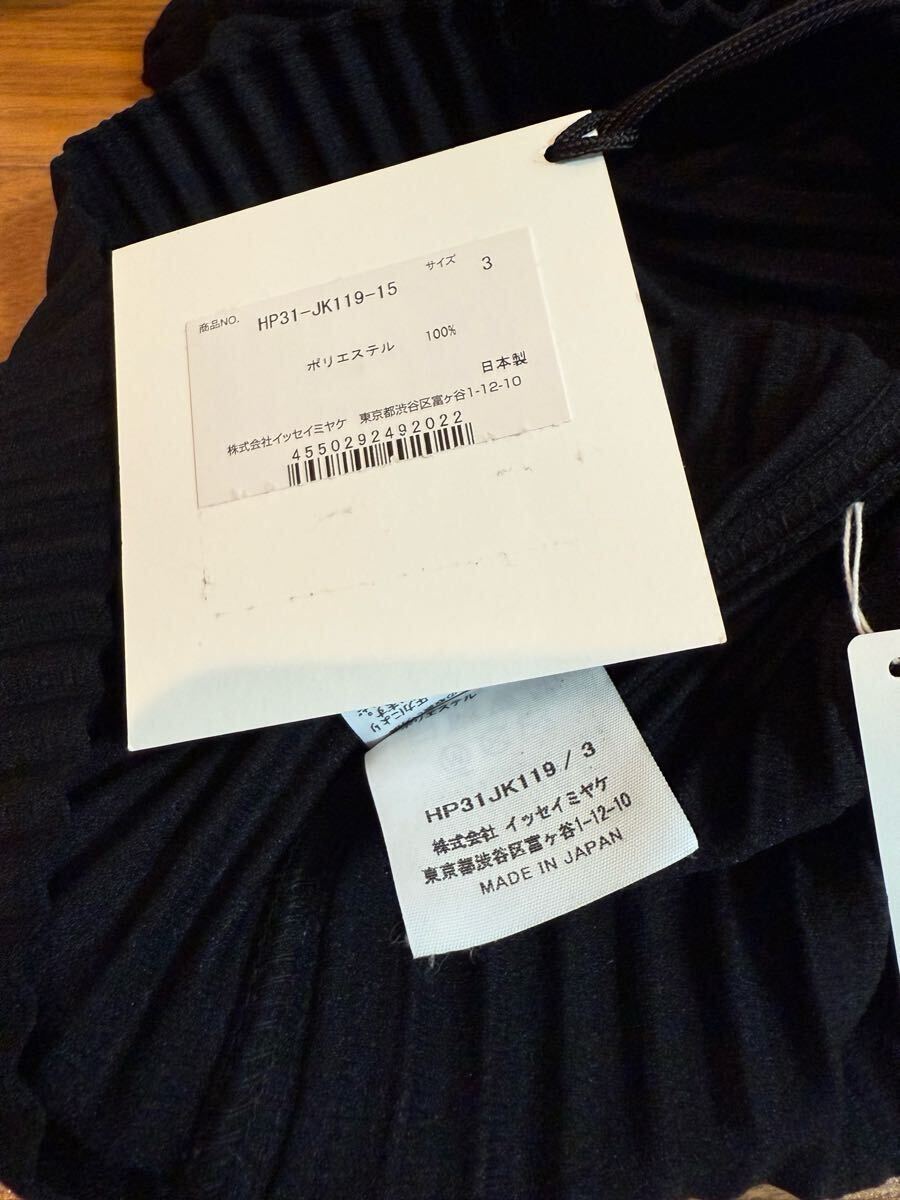 商品NO. HP31-JK119-15 サイズ 3
ポリエステル 100%
日本製
株式会社イッセイミヤケ 東京都渋谷区富ヶ谷1-12-10
4550292492022
HP31JK119 / 3
株式会社 イッセイミヤケ
東京都渋谷区富ヶ谷1-12-10
MADE IN JAPAN